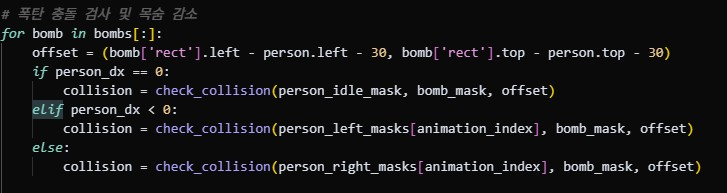 # 폭탄 충돌 검사 및 목숨 감소
for bomb in bombs[:]:
    offset = (bomb['rect'].left - person.left - 30, bomb['rect'].top - person.top - 30)
    if person_dx == 0:
        collision = check_collision(person_idle_mask, bomb_mask, offset)
    elif person_dx < 0:
        collision = check_collision(person_left_masks[animation_index], bomb_mask, offset)
    else:
        collision = check_collision(person_right_masks[animation_index], bomb_mask, offset)